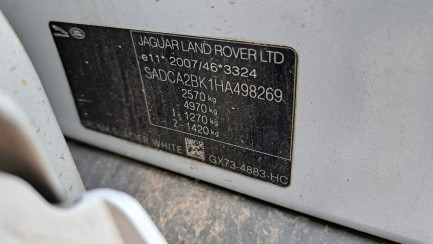 JAGUAR LAND ROVER LTD
e11* 2007/46*3324
SADCA2BK1HA498269
2570 kg
4970 kg
1 - 1270 kg
2 - 1420 kg
WHITE
GX73-4883-HC